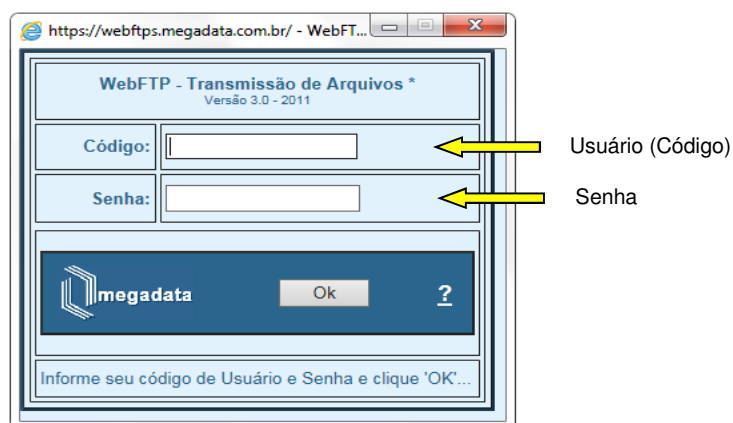 https://webftps.megadata.com.br/ - WebFT...
WebFTP - Transmissão de Arquivos *
Versão 3.0 - 2011
Código:
Usuário (Código)
Senha:
Senha
megadata
Ok
?
Informe seu código de Usuário e Senha e clique 'OK'...